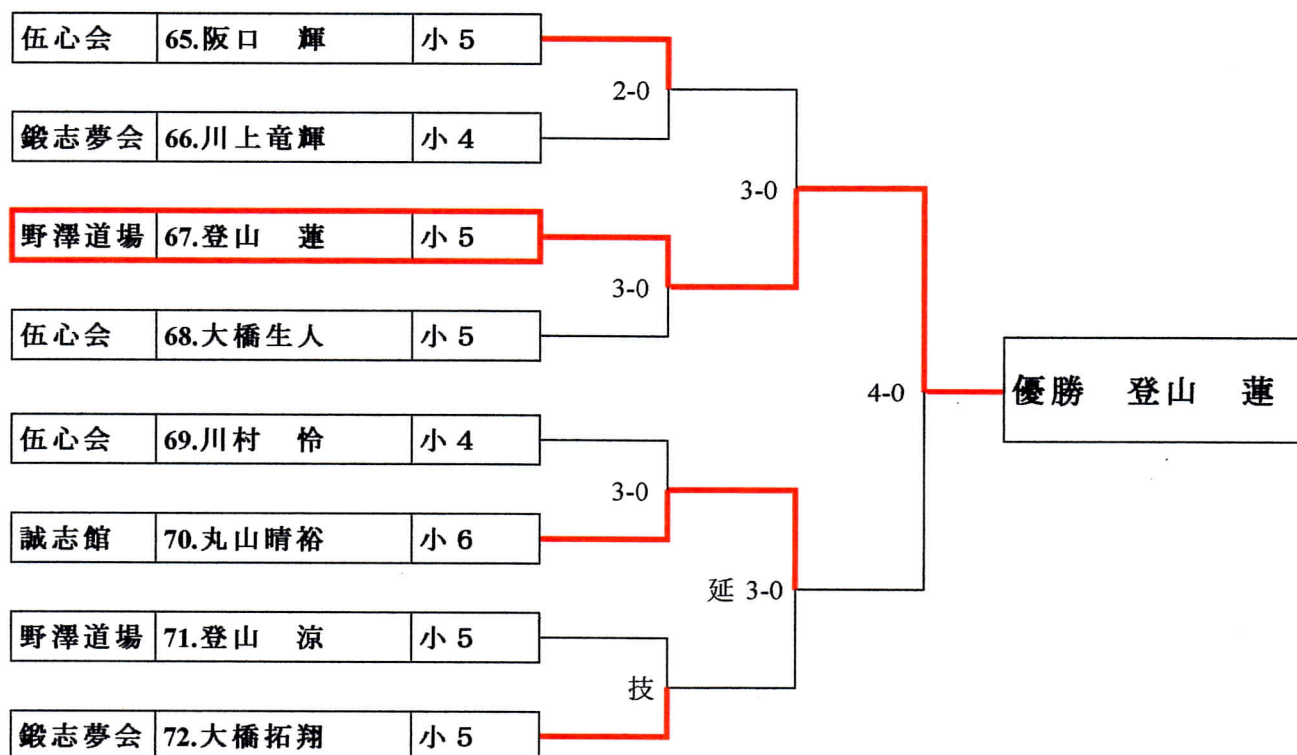 伍心会 65.阪口　輝 小5
2-0
鍛志夢会 66.川上竜輝 小4
3-0
野澤道場 67.登山　蓮 小5
3-0
伍心会 68.大橋生人 小5
4-0
優勝　登山　蓮
伍心会 69.川村　怜 小4
3-0
誠志館 70.丸山晴裕 小6
延 3-0
野澤道場 71.登山　涼 小5
技
鍛志夢会 72.大橋拓翔 小5